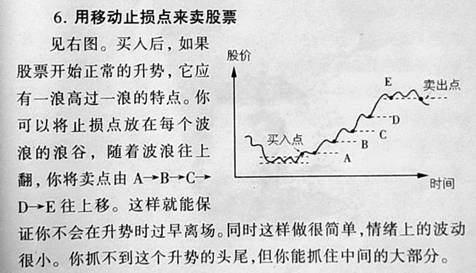 6. 用移动止损点来卖股票
见右图。买入后，如果
股票开始正常的升势，它应
有一浪高过一浪的特点。你
可以将止损点放在每个波
浪的浪谷，随着波浪往上
翻，你将卖点由 A→B→C→
D→E 往上移。这样就能保
证你不会在升势时过早离场。同时这样做很简单，情绪上的波动
很小。你抓不到这个升势的头尾，但你能抓住中间的大部分。
股价
E
卖出点
D
C
买入点
B
A
时间